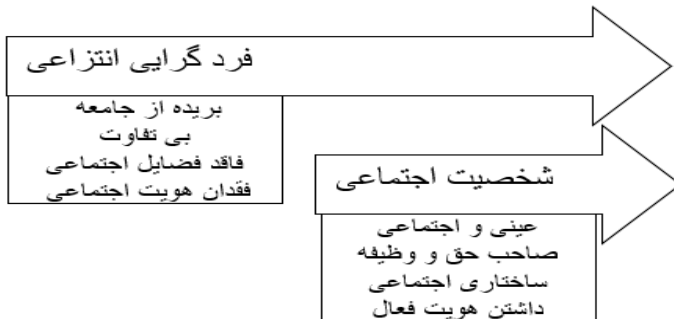 فرد گرایی انتزاعی
بریده از جامعه
بی تفاوت
فاقد فضایل اجتماعی
فقدان هویت اجتماعی
شخصیت اجتماعی
عینی و اجتماعی
صاحب حق و وظیفه
ساختاری اجتماعی
داشتن هویت فعال